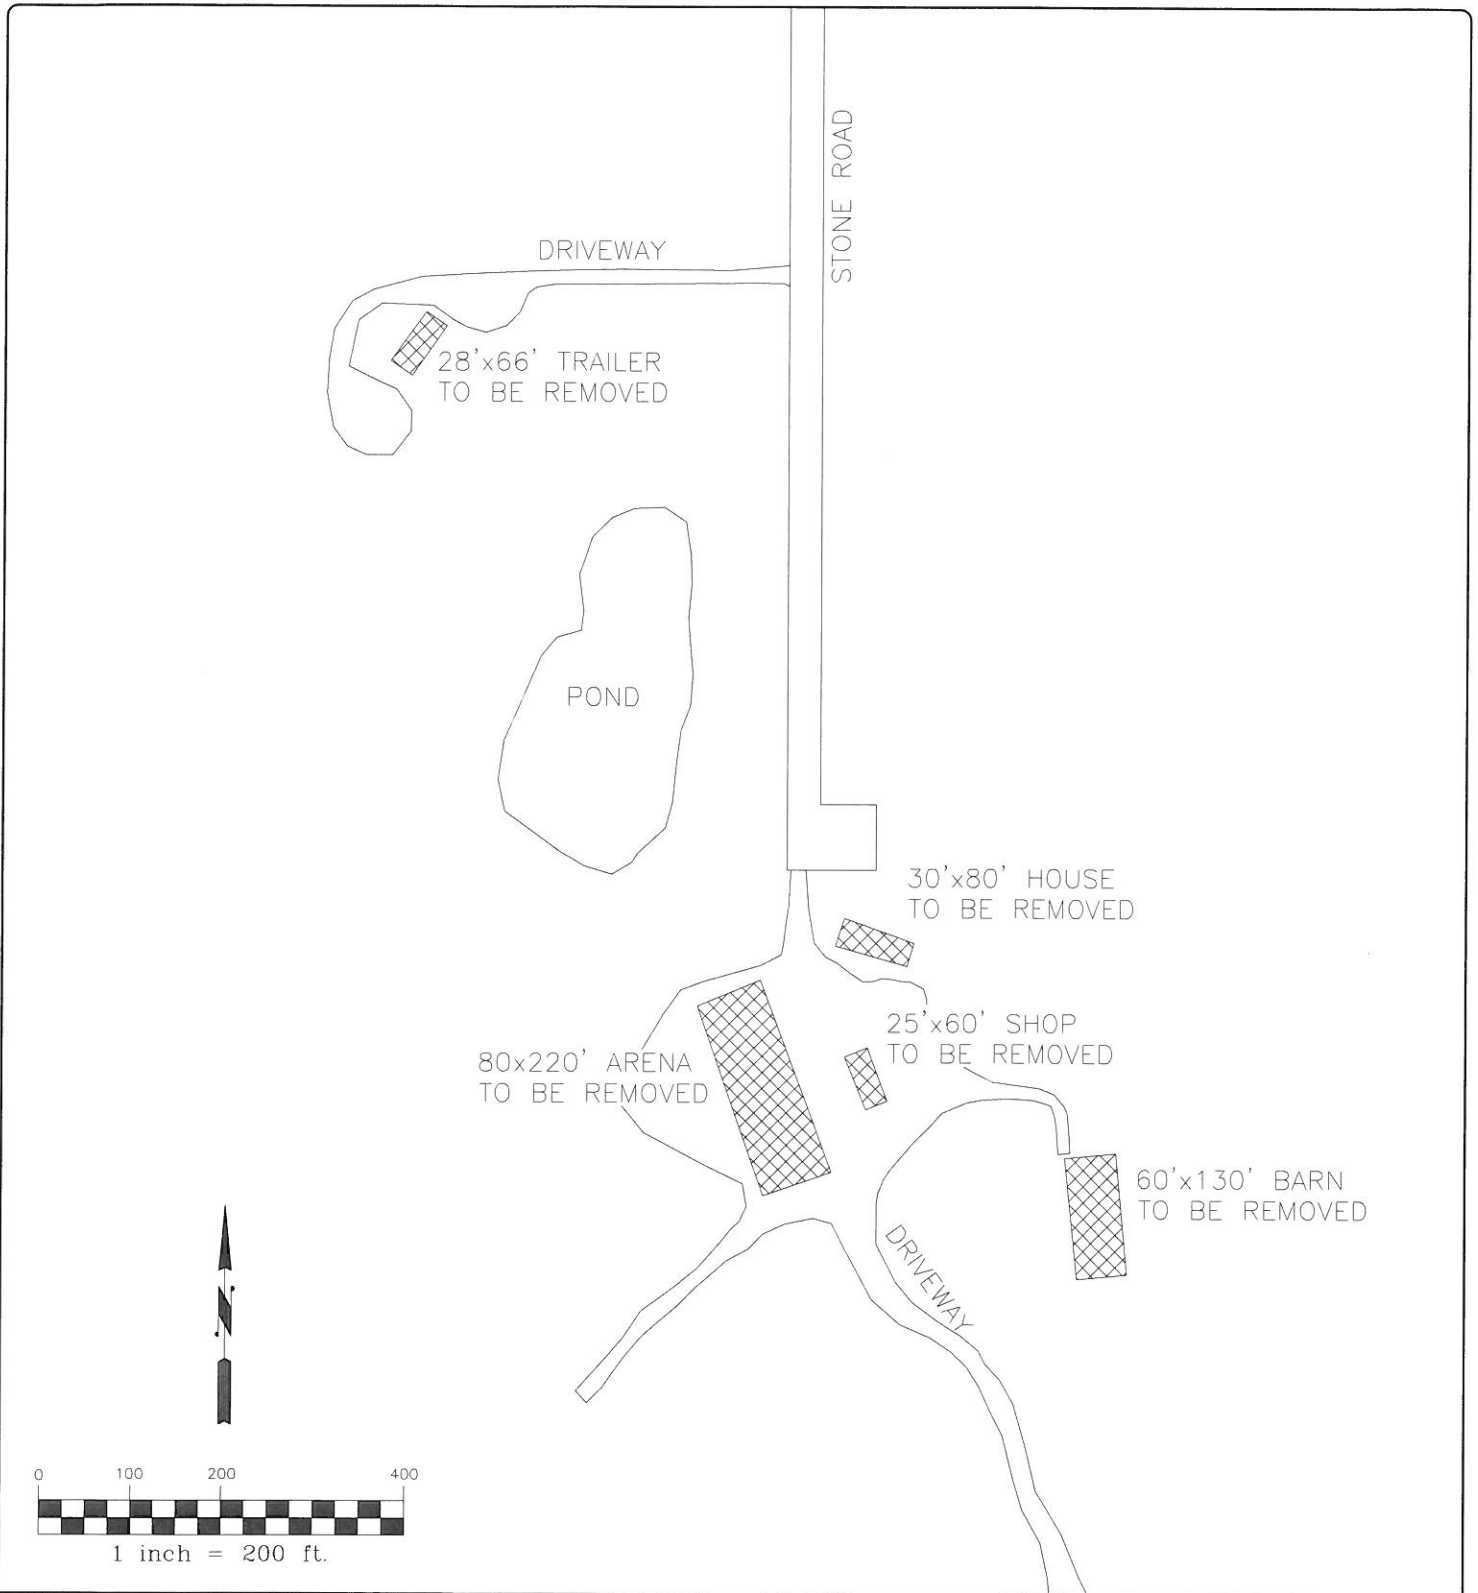 STONE ROAD
DRIVEWAY
28'x66' TRAILER
TO BE REMOVED
POND
30'x80' HOUSE
TO BE REMOVED
25'x60' SHOP
TO BE REMOVED
80x220' ARENA
TO BE REMOVED
60'x130' BARN
TO BE REMOVED
DRIVEWAY
N
0 100 200 400
1 inch = 200 ft.